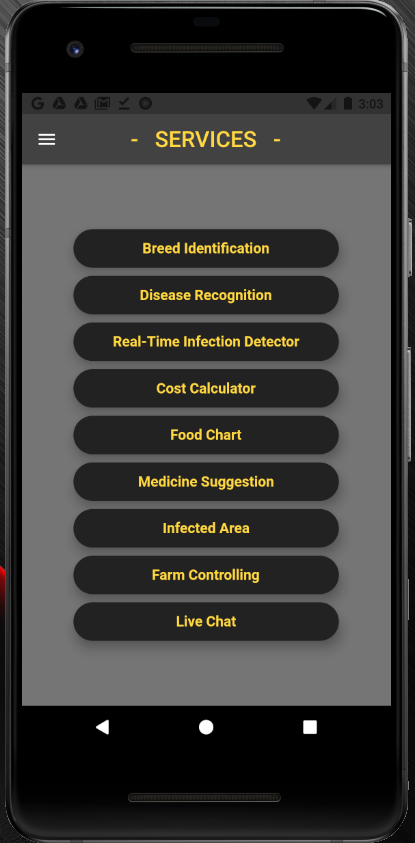 G
3:03
- SERVICES -
Breed Identification
Disease Recognition
Real-Time Infection Detector
Cost Calculator
Food Chart
Medicine Suggestion
Infected Area
Farm Controlling
Live Chat